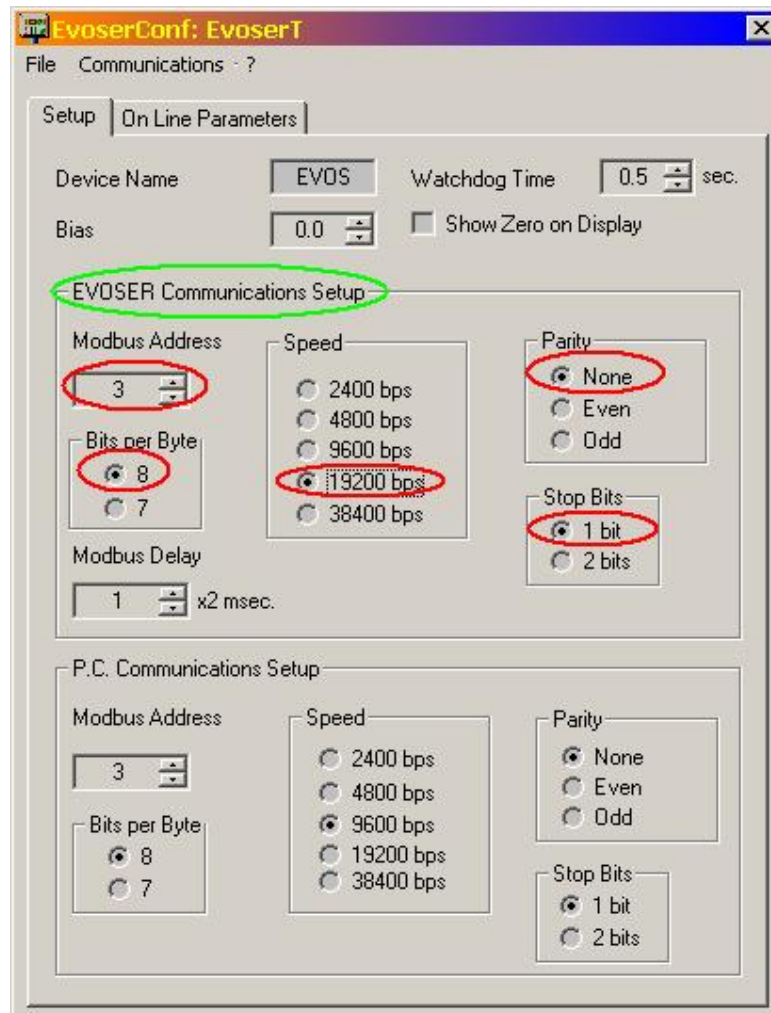 EvoserConf: EvoserT
File Communications ?
Setup On Line Parameters
Device Name EVOS Watchdog Time 0.5 sec.
Bias 0.0 Show Zero on Display
EVOSER Communications Setup
Modbus Address
3
Bits per Byte
8
7
Modbus Delay
1 x2 msec.
Speed
2400 bps
4800 bps
9600 bps
19200 bps
38400 bps
Parity
None
Even
Odd
Stop Bits
1 bit
2 bits
P.C. Communications Setup
Modbus Address
3
Bits per Byte
8
7
Speed
2400 bps
4800 bps
9600 bps
19200 bps
38400 bps
Parity
None
Even
Odd
Stop Bits
1 bit
2 bits